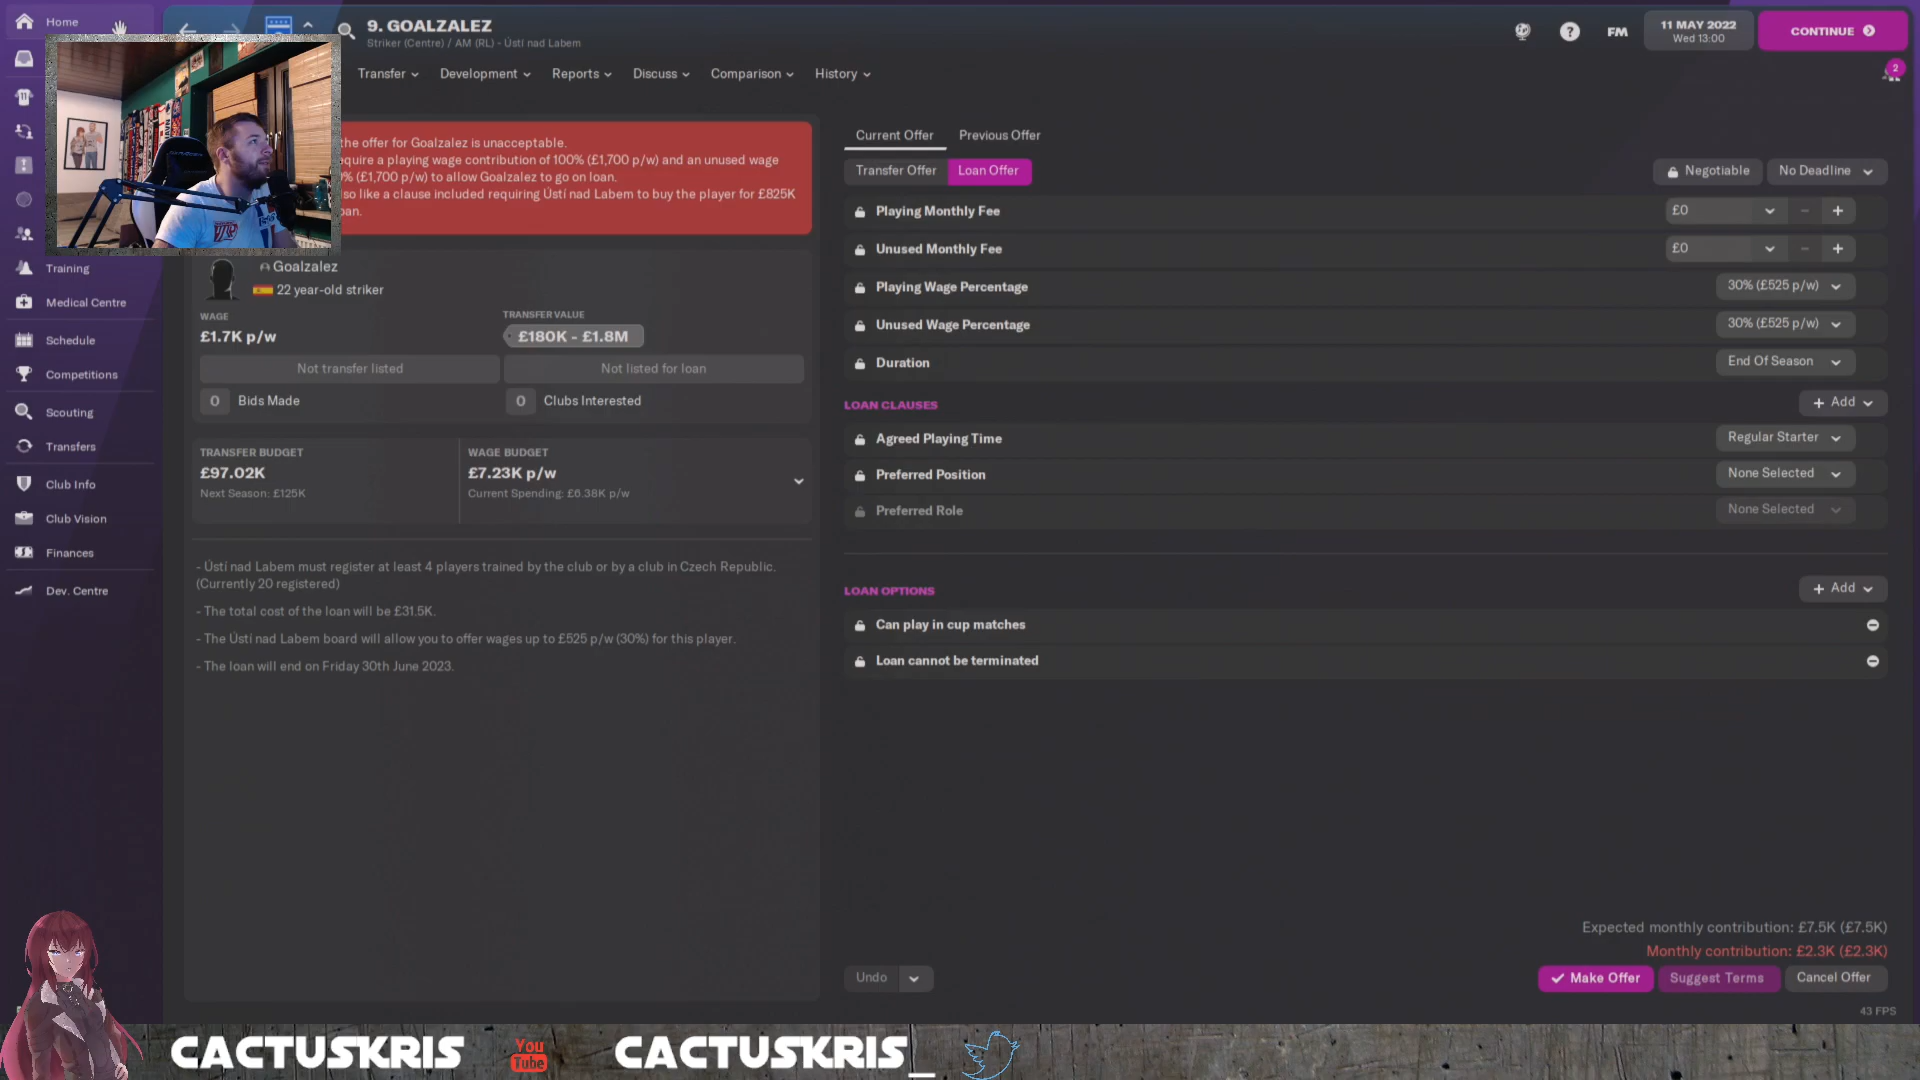 Home
9. GOALZALEZ
Striker (Centre) / AM (RL) - Ústí nad Labem
FM
11 MAY 2022
Wed 13:00
CONTINUE
Transfer
Development
Reports
Discuss
Comparison
History
2
the offer for Goalzalez is unacceptable.
quire a playing wage contribution of 100% (£1,700 p/w) and an unused wage
% (£1,700 p/w) to allow Goalzalez to go on loan.
so like a clause included requiring Ústí nad Labem to buy the player for £825K
oan.
Training
Medical Centre
Schedule
Competitions
Scouting
Transfers
Club Info
Club Vision
Finances
Dev. Centre
Goalzalez
22 year-old striker
WAGE
£1.7K p/w
TRANSFER VALUE
£180K - £1.8M
Not transfer listed
Not listed for loan
0 Bids Made
0 Clubs Interested
TRANSFER BUDGET
£97.02K
Next Season: £125K
WAGE BUDGET
£7.23K p/w
Current Spending: £6.38K p/w
- Ústí nad Labem must register at least 4 players trained by the club or by a club in Czech Republic.
(Currently 20 registered)
- The total cost of the loan will be £31.5K.
- The Ústí nad Labem board will allow you to offer wages up to £525 p/w (30%) for this player.
- The loan will end on Friday 30th June 2023.
Current Offer
Previous Offer
Transfer Offer
Loan Offer
Negotiable
No Deadline
Playing Monthly Fee £0
Unused Monthly Fee £0
Playing Wage Percentage 30% (£525 p/w)
Unused Wage Percentage 30% (£525 p/w)
Duration End Of Season
LOAN CLAUSES
+ Add
Agreed Playing Time Regular Starter
Preferred Position None Selected
Preferred Role None Selected
LOAN OPTIONS
+ Add
Can play in cup matches
Loan cannot be terminated
Expected monthly contribution: £7.5K (£7.5K)
Monthly contribution: £2.3K (£2.3K)
Undo
Make Offer
Suggest Terms
Cancel Offer
43 FPS
CACTUSKRIS
You
Tube
CACTUSKRIS_